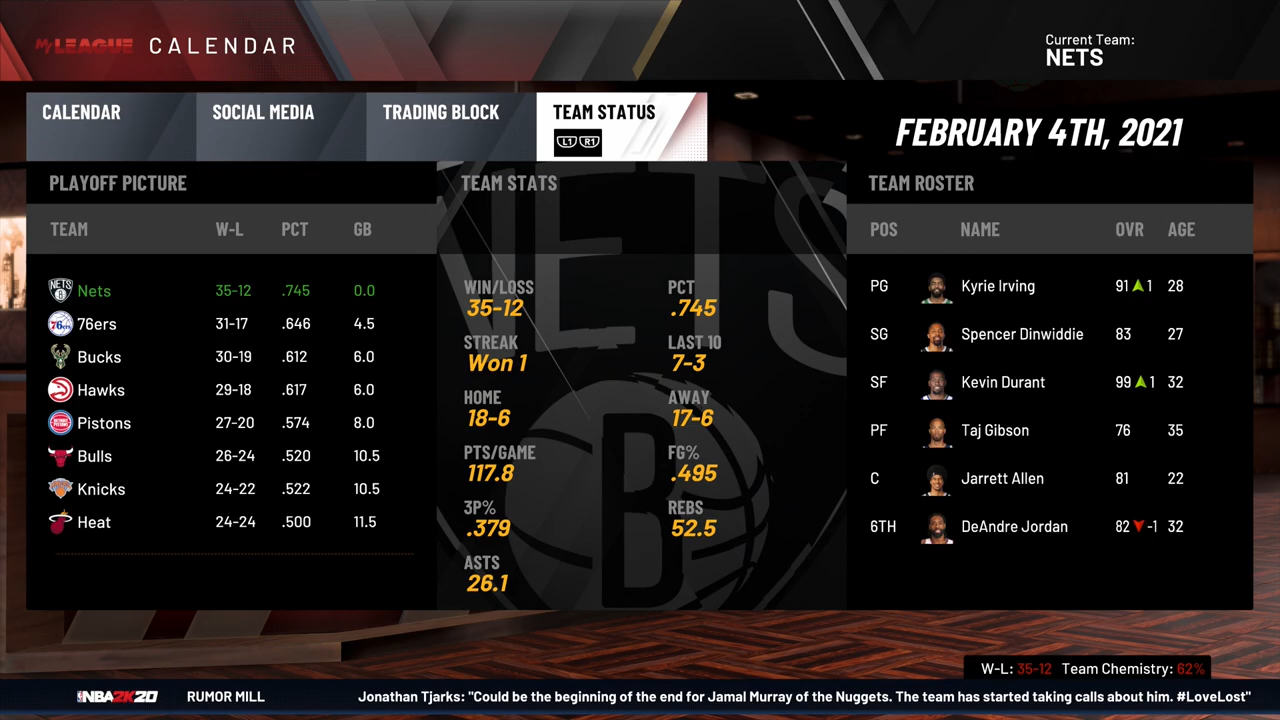 MyLEAGUE CALENDAR
Current Team:
NETS
CALENDAR SOCIAL MEDIA TRADING BLOCK TEAM STATUS
L1 R1
FEBRUARY 4TH, 2021
PLAYOFF PICTURE
TEAM W-L PCT GB
Nets 35-12 .745 0.0
76ers 31-17 .646 4.5
Bucks 30-19 .612 6.0
Hawks 29-18 .617 6.0
Pistons 27-20 .574 8.0
Bulls 26-24 .520 10.5
Knicks 24-22 .522 10.5
Heat 24-24 .500 11.5
TEAM STATS
WIN/LOSS PCT
35-12 .745
STREAK LAST 10
Won 1 7-3
HOME AWAY
18-6 17-6
PTS/GAME FG%
117.8 .495
3P% REBS
.379 52.5
ASTS
26.1
NETS
B
TEAM ROSTER
POS NAME OVR AGE
PG Kyrie Irving 91 1 28
SG Spencer Dinwiddie 83 27
SF Kevin Durant 99 1 32
PF Taj Gibson 76 35
C Jarrett Allen 81 22
6TH DeAndre Jordan 82 -1 32
W-L: 35-12 Team Chemistry: 62%
NBA2K20 RUMOR MILL Jonathan Tjarks: "Could be the beginning of the end for Jamal Murray of the Nuggets. The team has started taking calls about him. #LoveLost"